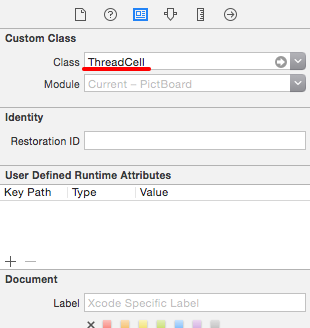 Custom Class
Class ThreadCell
Module Current – PictBoard
Identity
Restoration ID
User Defined Runtime Attributes
Key Path Type Value
Document
Label Xcode Specific Label